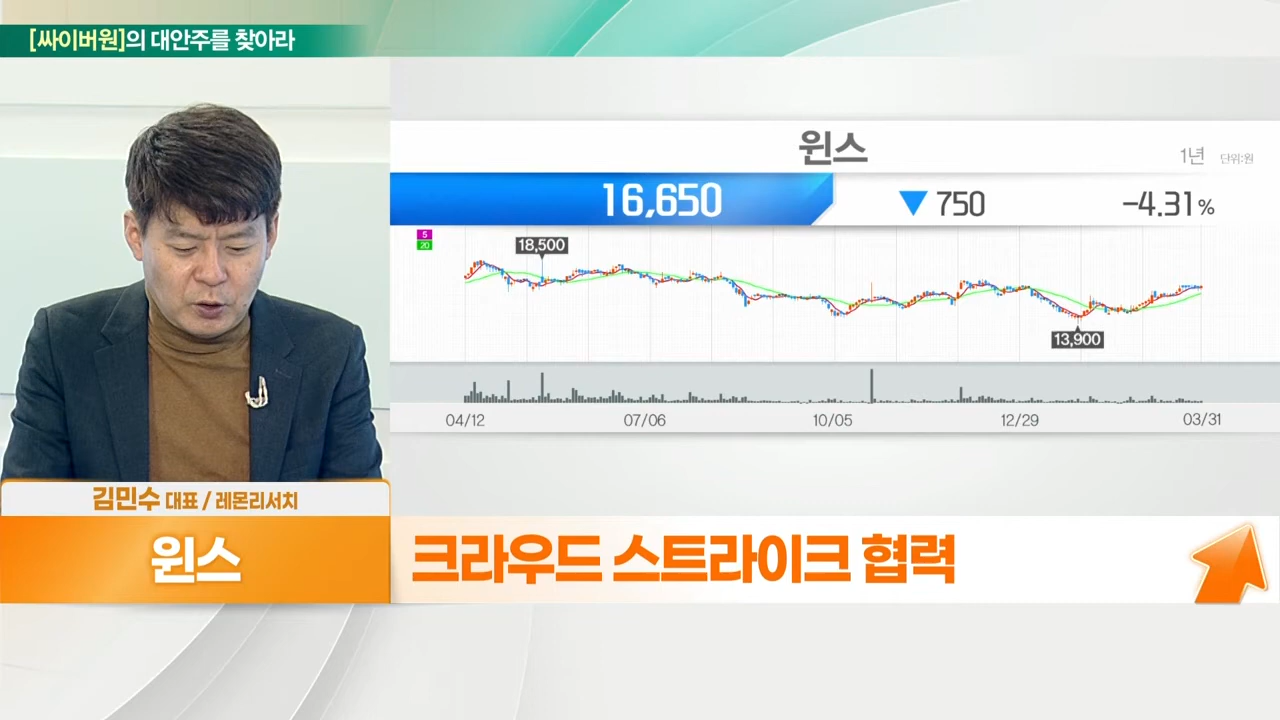 [싸이버원]의 대안주를 찾아라
윈스
1년 단위:원
16,650 ▼ 750 -4.31%
5
20
18,500
13,900
04/12 07/06 10/05 12/29 03/31
김민수 대표 / 레몬리서치
윈스
크라우드 스트라이크 협력